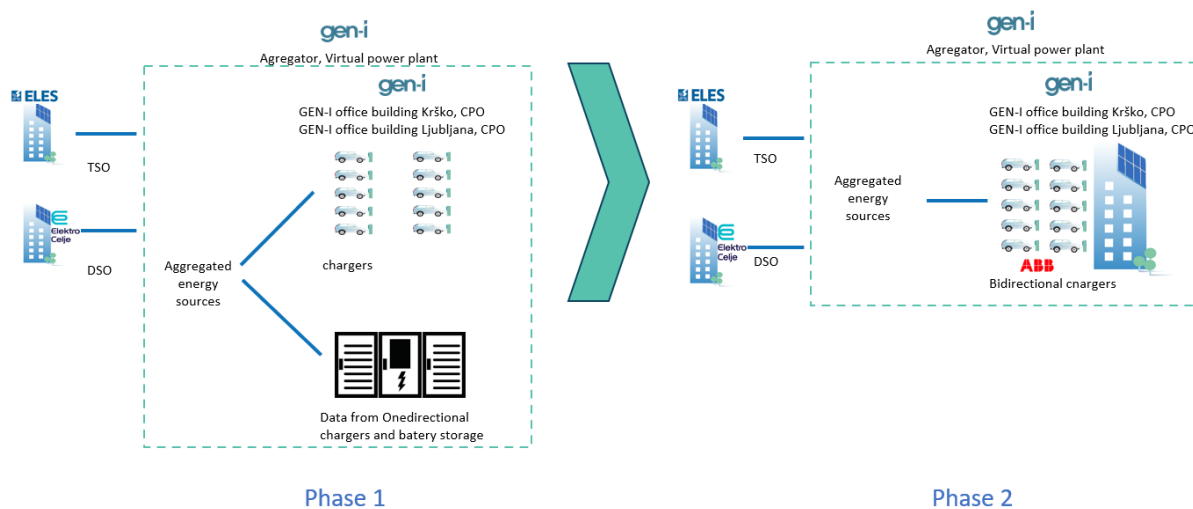 gen-i
Agregator, Virtual power plant
gen-i
GEN-I office building Krško, CPO
GEN-I office building Ljubljana, CPO
ELES
TSO
Elektro
Celje
DSO
Aggregated
energy
sources
chargers
Data from Onedirectional
chargers and batery storage
Phase 1
gen-i
Agregator, Virtual power plant
gen-i
GEN-I office building Krško, CPO
GEN-I office building Ljubljana, CPO
ELES
TSO
Elektro
Celje
DSO
Aggregated
energy
sources
ABB
Bidirectional cnargers
Phase 2